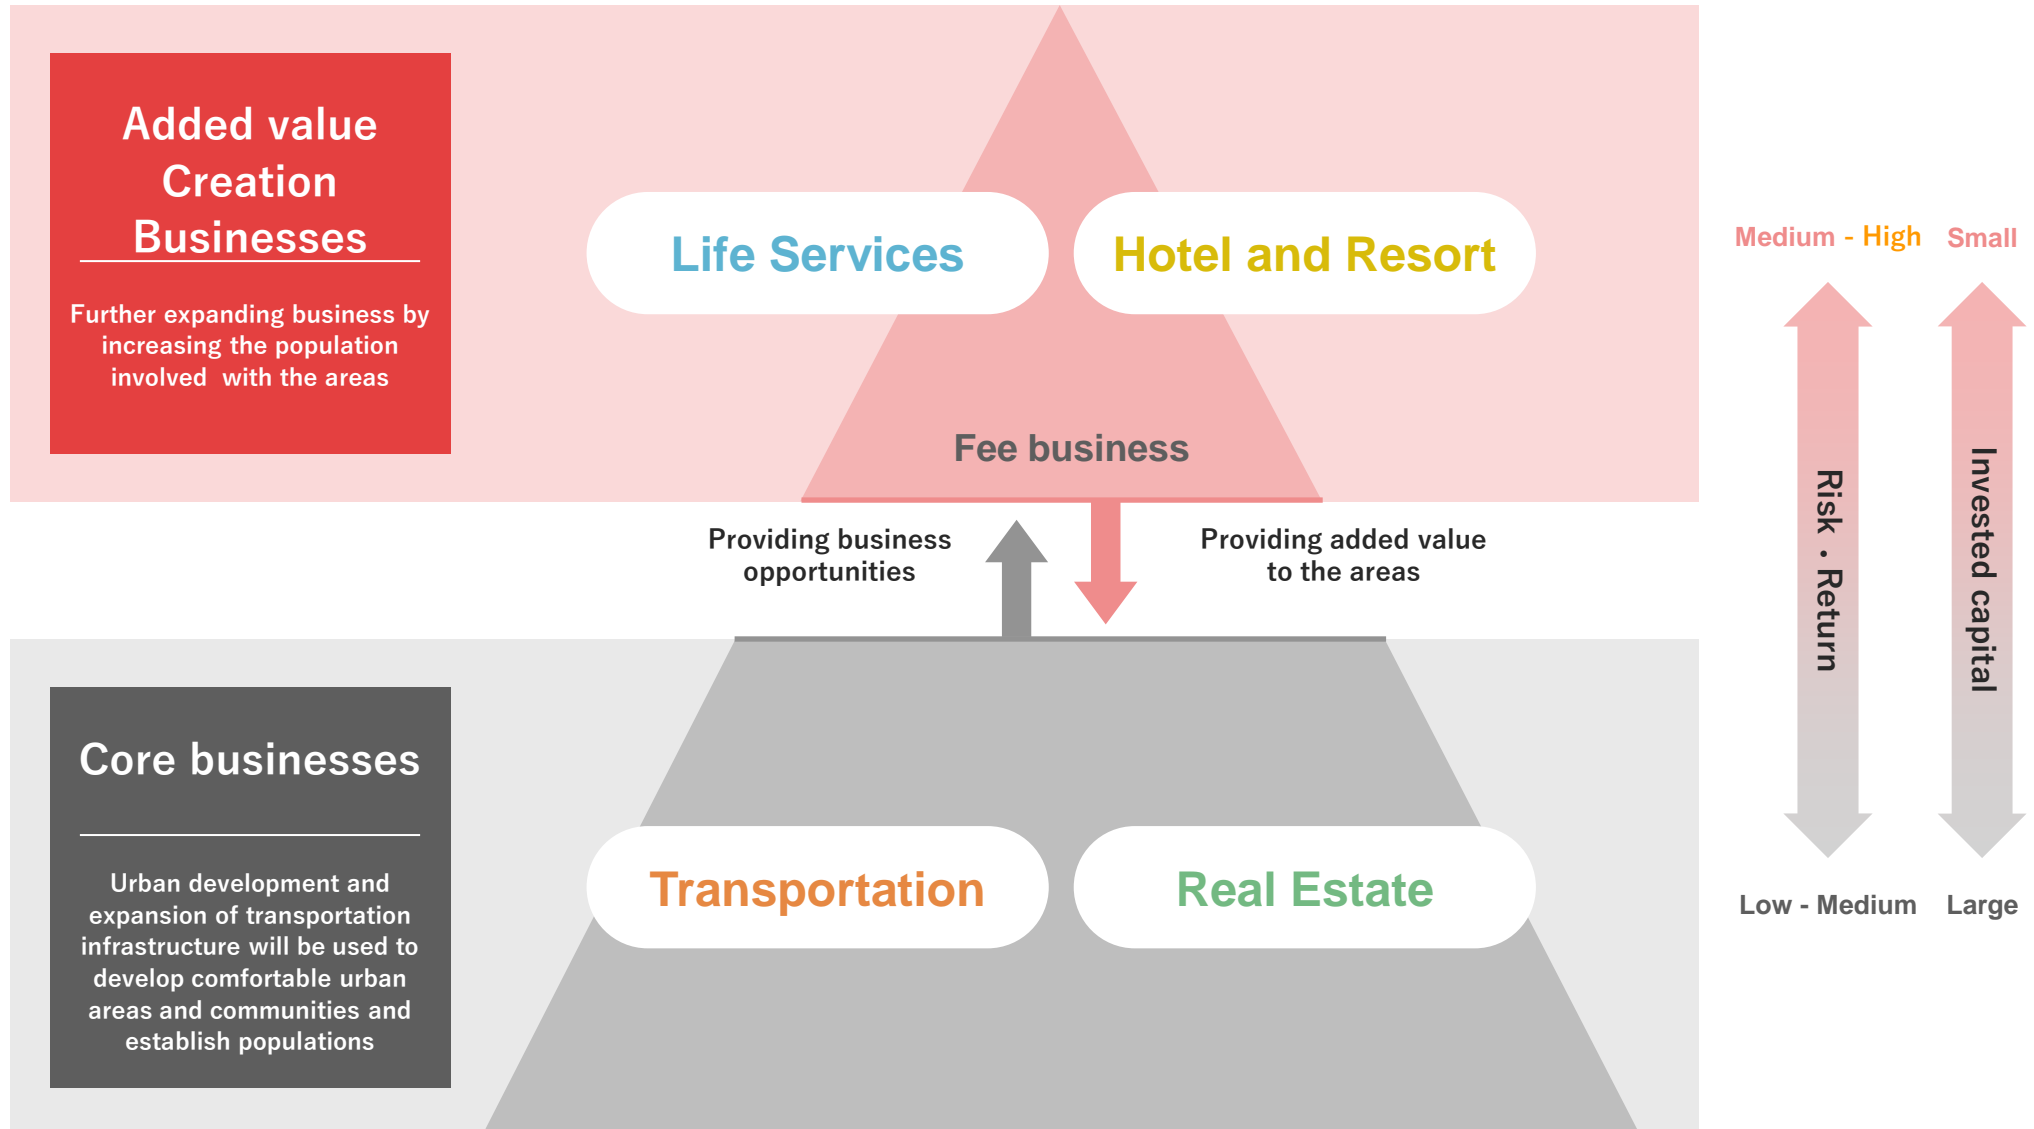 Added value
Creation
Businesses
Further expanding business by
increasing the population
involved with the areas
Life Services
Hotel and Resort
Fee business
Medium - High
Small
Providing business
opportunities
Providing added value
to the areas
Risk・Return
Invested capital
Core businesses
Urban development and
expansion of transportation
infrastructure will be used to
develop comfortable urban
areas and communities and
establish populations
Transportation
Real Estate
Low - Medium
Large